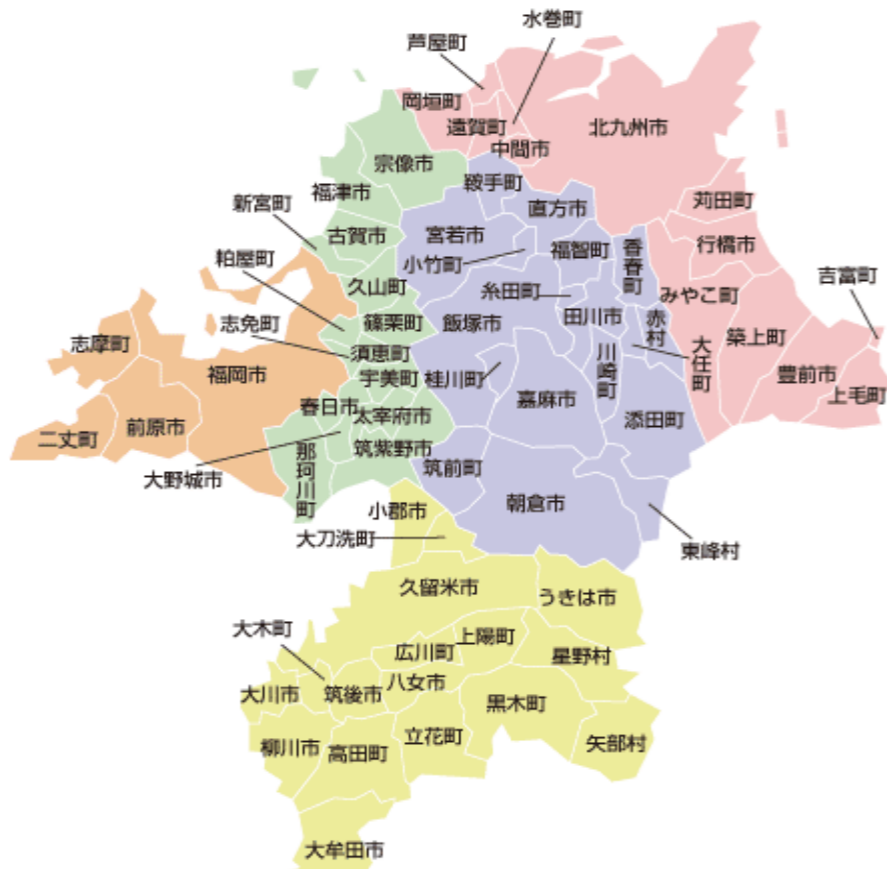 水巻町
芦屋町
岡垣町
遠賀町
北九州市
中間市
宗像市
鞍手町
福津市
直方市
苅田町
新宮町
古賀市
宮若市
福智町
香春町
行橋市
粕屋町
小竹町
吉富町
久山町
糸田町
みやこ町
志免町
篠栗町
飯塚市
田川市
赤村
大任町
築上町
志摩町
須恵町
福岡市
宇美町
桂川町
川崎町
豊前市
上毛町
春日市
太宰府市
嘉麻市
添田町
二丈町
前原市
筑紫野市
那珂川町
大野城市
筑前町
朝倉市
小郡市
大刀洗町
東峰村
久留米市
うきは市
大木町
上陽町
広川町
星野村
大川市
筑後市
八女市
黒木町
柳川市
高田町
立花町
矢部村
大牟田市